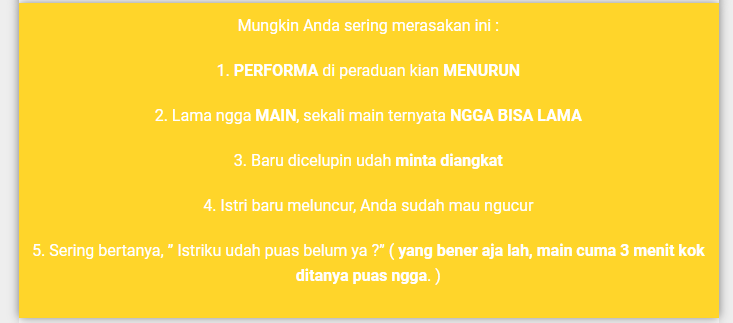 Mungkin Anda sering merasakan ini :
1. PERFORMA di peraduan kian MENURUN
2. Lama ngga MAIN, sekali main ternyata NGGA BISA LAMA
3. Baru dicelupin udah minta diangkat
4. Istri baru meluncur, Anda sudah mau ngucur
5. Sering bertanya, ” Istriku udah puas belum ya ?” ( yang bener aja lah, main cuma 3 menit kok
ditanya puas ngga. )